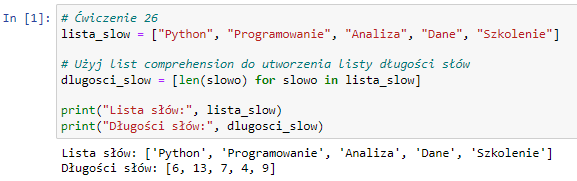 In [1]: # Ćwiczenie 26
lista_slow = ["Python", "Programowanie", "Analiza", "Dane", "Szkolenie"]
# Użyj list comprehension do utworzenia listy długości słów
dlugosci_slow = [len(slowo) for slowo in lista_slow]
print("Lista słów:", lista_slow)
print("Długości słów:", dlugosci_slow)
Lista słów: ['Python', 'Programowanie', 'Analiza', 'Dane', 'Szkolenie']
Długości słów: [6, 13, 7, 4, 9]